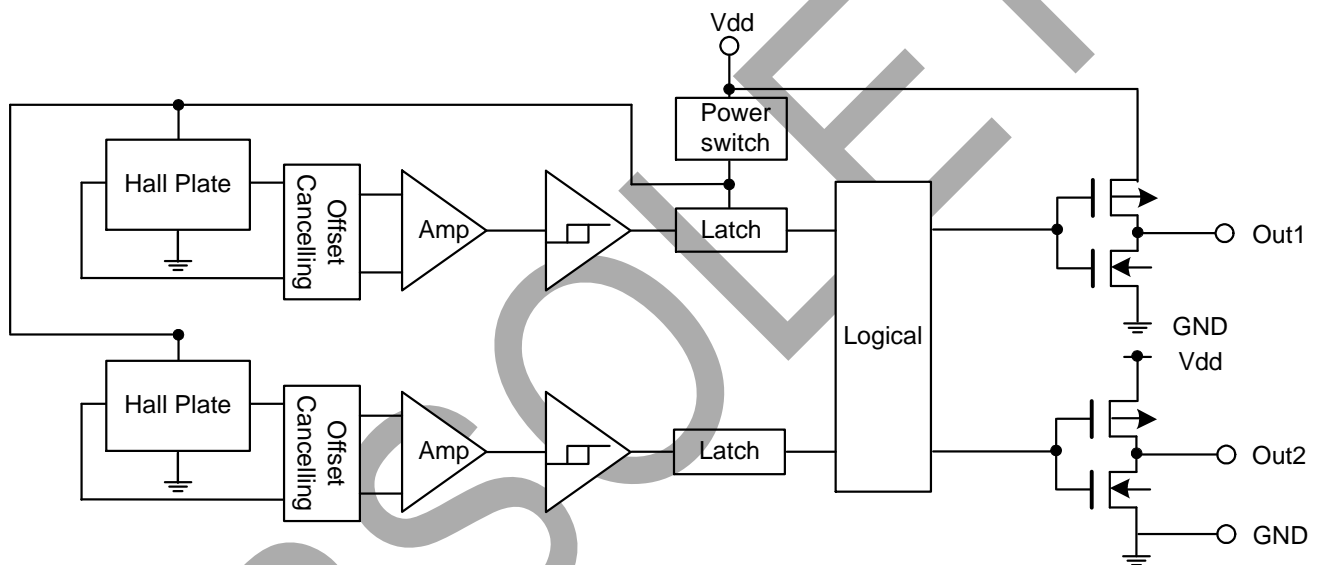 Vdd
Power
switch
Hall Plate
Offset
Cancelling
Amp
Latch
Out1
GND
Logical
Vdd
Hall Plate
Offset
Cancelling
Amp
Latch
Out2
GND